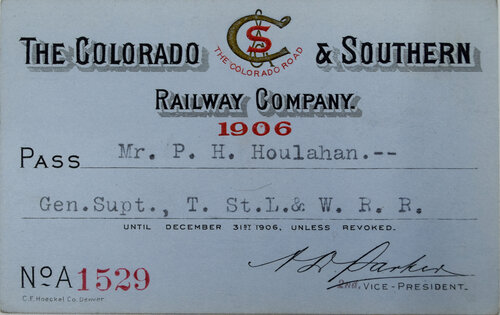 THE COLORADO & SOUTHERN
C&S
THE COLORADO ROAD
RAILWAY COMPANY.
1906
PASS Mr. P. H. Houlahan.--
Gen.Supt., T. St.L.& W. R. R.
UNTIL DECEMBER 31ST 1906, UNLESS REVOKED.
A D Parker
No A1529 2nd. VICE-PRESIDENT.
C.F. Hoeckel Co. Denver